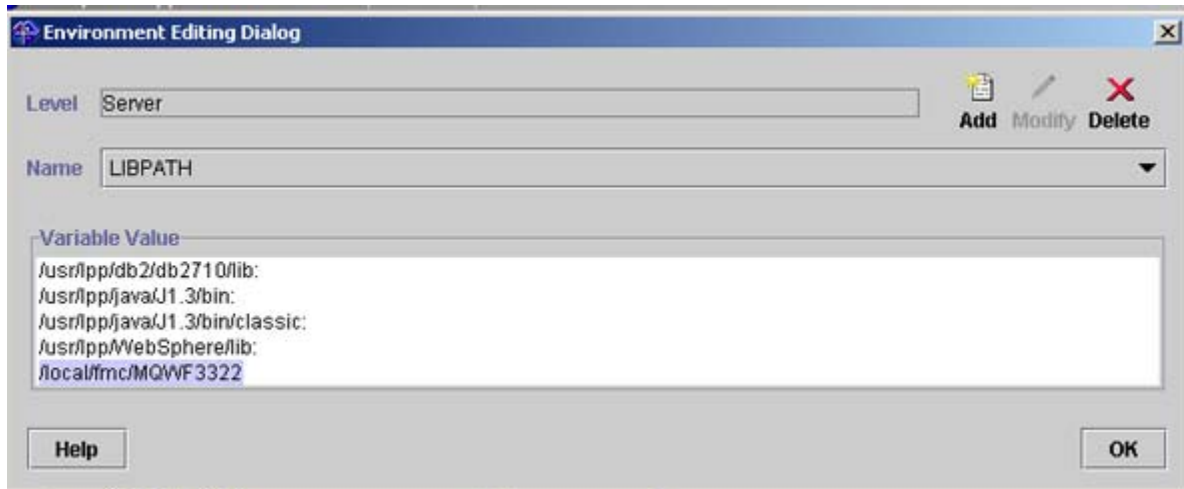 Environment Editing Dialog
Level Server
Add Modify Delete
Name LIBPATH
Variable Value
/usr/lpp/db2/db2710/lib:
/usr/lpp/java/J1.3/bin:
/usr/lpp/java/J1.3/bin/classic:
/usr/lpp/WebSphere/lib:
/local/fmc/MQWF3322
Help OK